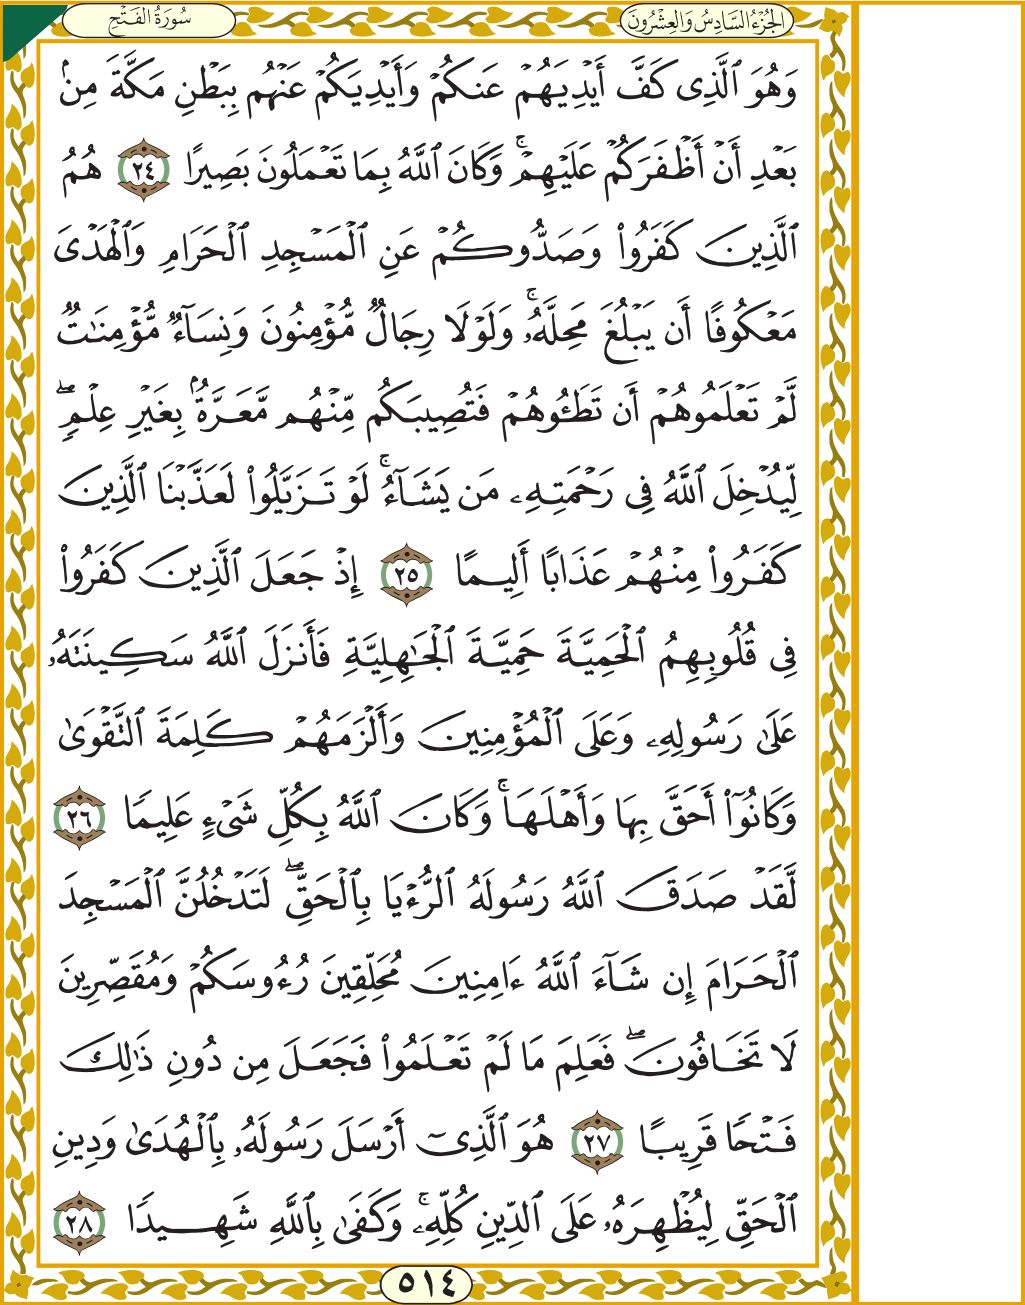 الجُزْءُ السَّادِسُ وَالعِشْرُونَ
سُورَةُ الفَتْحِ
وَهُوَ ٱلَّذِى كَفَّ أَيْدِيَهُمْ عَنكُمْ وَأَيْدِيَكُمْ عَنْهُم بِبَطْنِ مَكَّةَ مِنۢ
بَعْدِ أَنْ أَظْفَرَكُمْ عَلَيْهِمْ ۚ وَكَانَ ٱللَّهُ بِمَا تَعْمَلُونَ بَصِيرًا ٢٤ هُمُ
ٱلَّذِينَ كَفَرُوا۟ وَصَدُّوكُمْ عَنِ ٱلْمَسْجِدِ ٱلْحَرَامِ وَٱلْهَدْىَ
مَعْكُوفًا أَن يَبْلُغَ مَحِلَّهُۥ ۚ وَلَوْلَا رِجَالٌ مُّؤْمِنُونَ وَنِسَآءٌ مُّؤْمِنَـٰتٌ
لَّمْ تَعْلَمُوهُمْ أَن تَطَـُٔوهُمْ فَتُصِيبَكُم مِّنْهُم مَّعَرَّةٌۢ بِغَيْرِ عِلْمٍ ۖ
لِّيُدْخِلَ ٱللَّهُ فِى رَحْمَتِهِۦ مَن يَشَآءُ ۚ لَوْ تَزَيَّلُوا۟ لَعَذَّبْنَا ٱلَّذِينَ
كَفَرُوا۟ مِنْهُمْ عَذَابًا أَلِيمًا ٢٥ إِذْ جَعَلَ ٱلَّذِينَ كَفَرُوا۟
فِى قُلُوبِهِمُ ٱلْحَمِيَّةَ حَمِيَّةَ ٱلْجَـٰهِلِيَّةِ فَأَنزَلَ ٱللَّهُ سَكِينَتَهُۥ
عَلَىٰ رَسُولِهِۦ وَعَلَى ٱلْمُؤْمِنِينَ وَأَلْزَمَهُمْ كَلِمَةَ ٱلتَّقْوَىٰ
وَكَانُوٓا۟ أَحَقَّ بِهَا وَأَهْلَهَا ۚ وَكَانَ ٱللَّهُ بِكُلِّ شَىْءٍ عَلِيمًا ٢٦
لَّقَدْ صَدَقَ ٱللَّهُ رَسُولَهُ ٱلرُّءْيَا بِٱلْحَقِّ ۖ لَتَدْخُلُنَّ ٱلْمَسْجِدَ
ٱلْحَرَامَ إِن شَآءَ ٱللَّهُ ءَامِنِينَ مُحَلِّقِينَ رُءُوسَكُمْ وَمُقَصِّرِينَ
لَا تَخَافُونَ ۖ فَعَلِمَ مَا لَمْ تَعْلَمُوا۟ فَجَعَلَ مِن دُونِ ذَٰلِكَ
فَتْحًا قَرِيبًا ٢٧ هُوَ ٱلَّذِىٓ أَرْسَلَ رَسُولَهُۥ بِٱلْهُدَىٰ وَدِينِ
ٱلْحَقِّ لِيُظْهِرَهُۥ عَلَى ٱلدِّينِ كُلِّهِۦ ۚ وَكَفَىٰ بِٱللَّهِ شَهِيدًا ٢٨
٥١٤